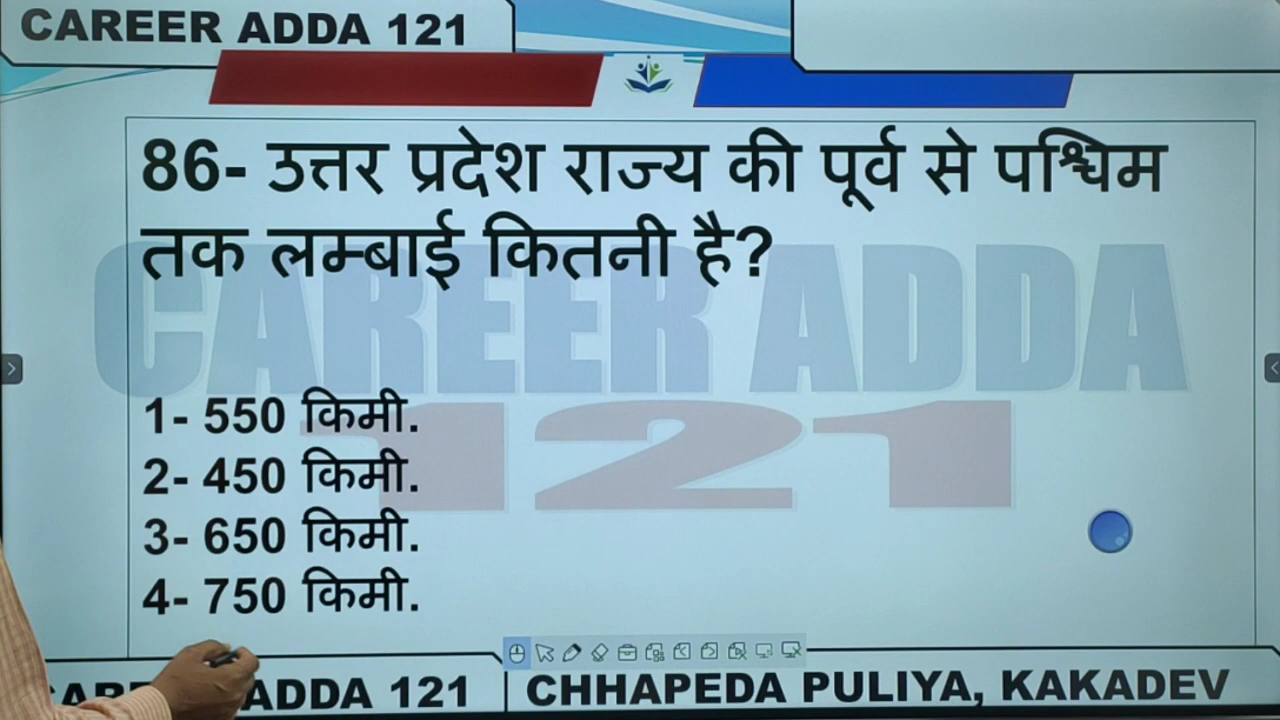 CAREER ADDA 121
86- उत्तर प्रदेश राज्य की पूर्व से पश्चिम
तक लम्बाई कितनी है?
CAREER ADDA
121
1- 550 किमी.
2- 450 किमी.
3- 650 किमी.
4- 750 किमी.
ADDA 121
CHHAPEDA PULIYA, KAKADEV